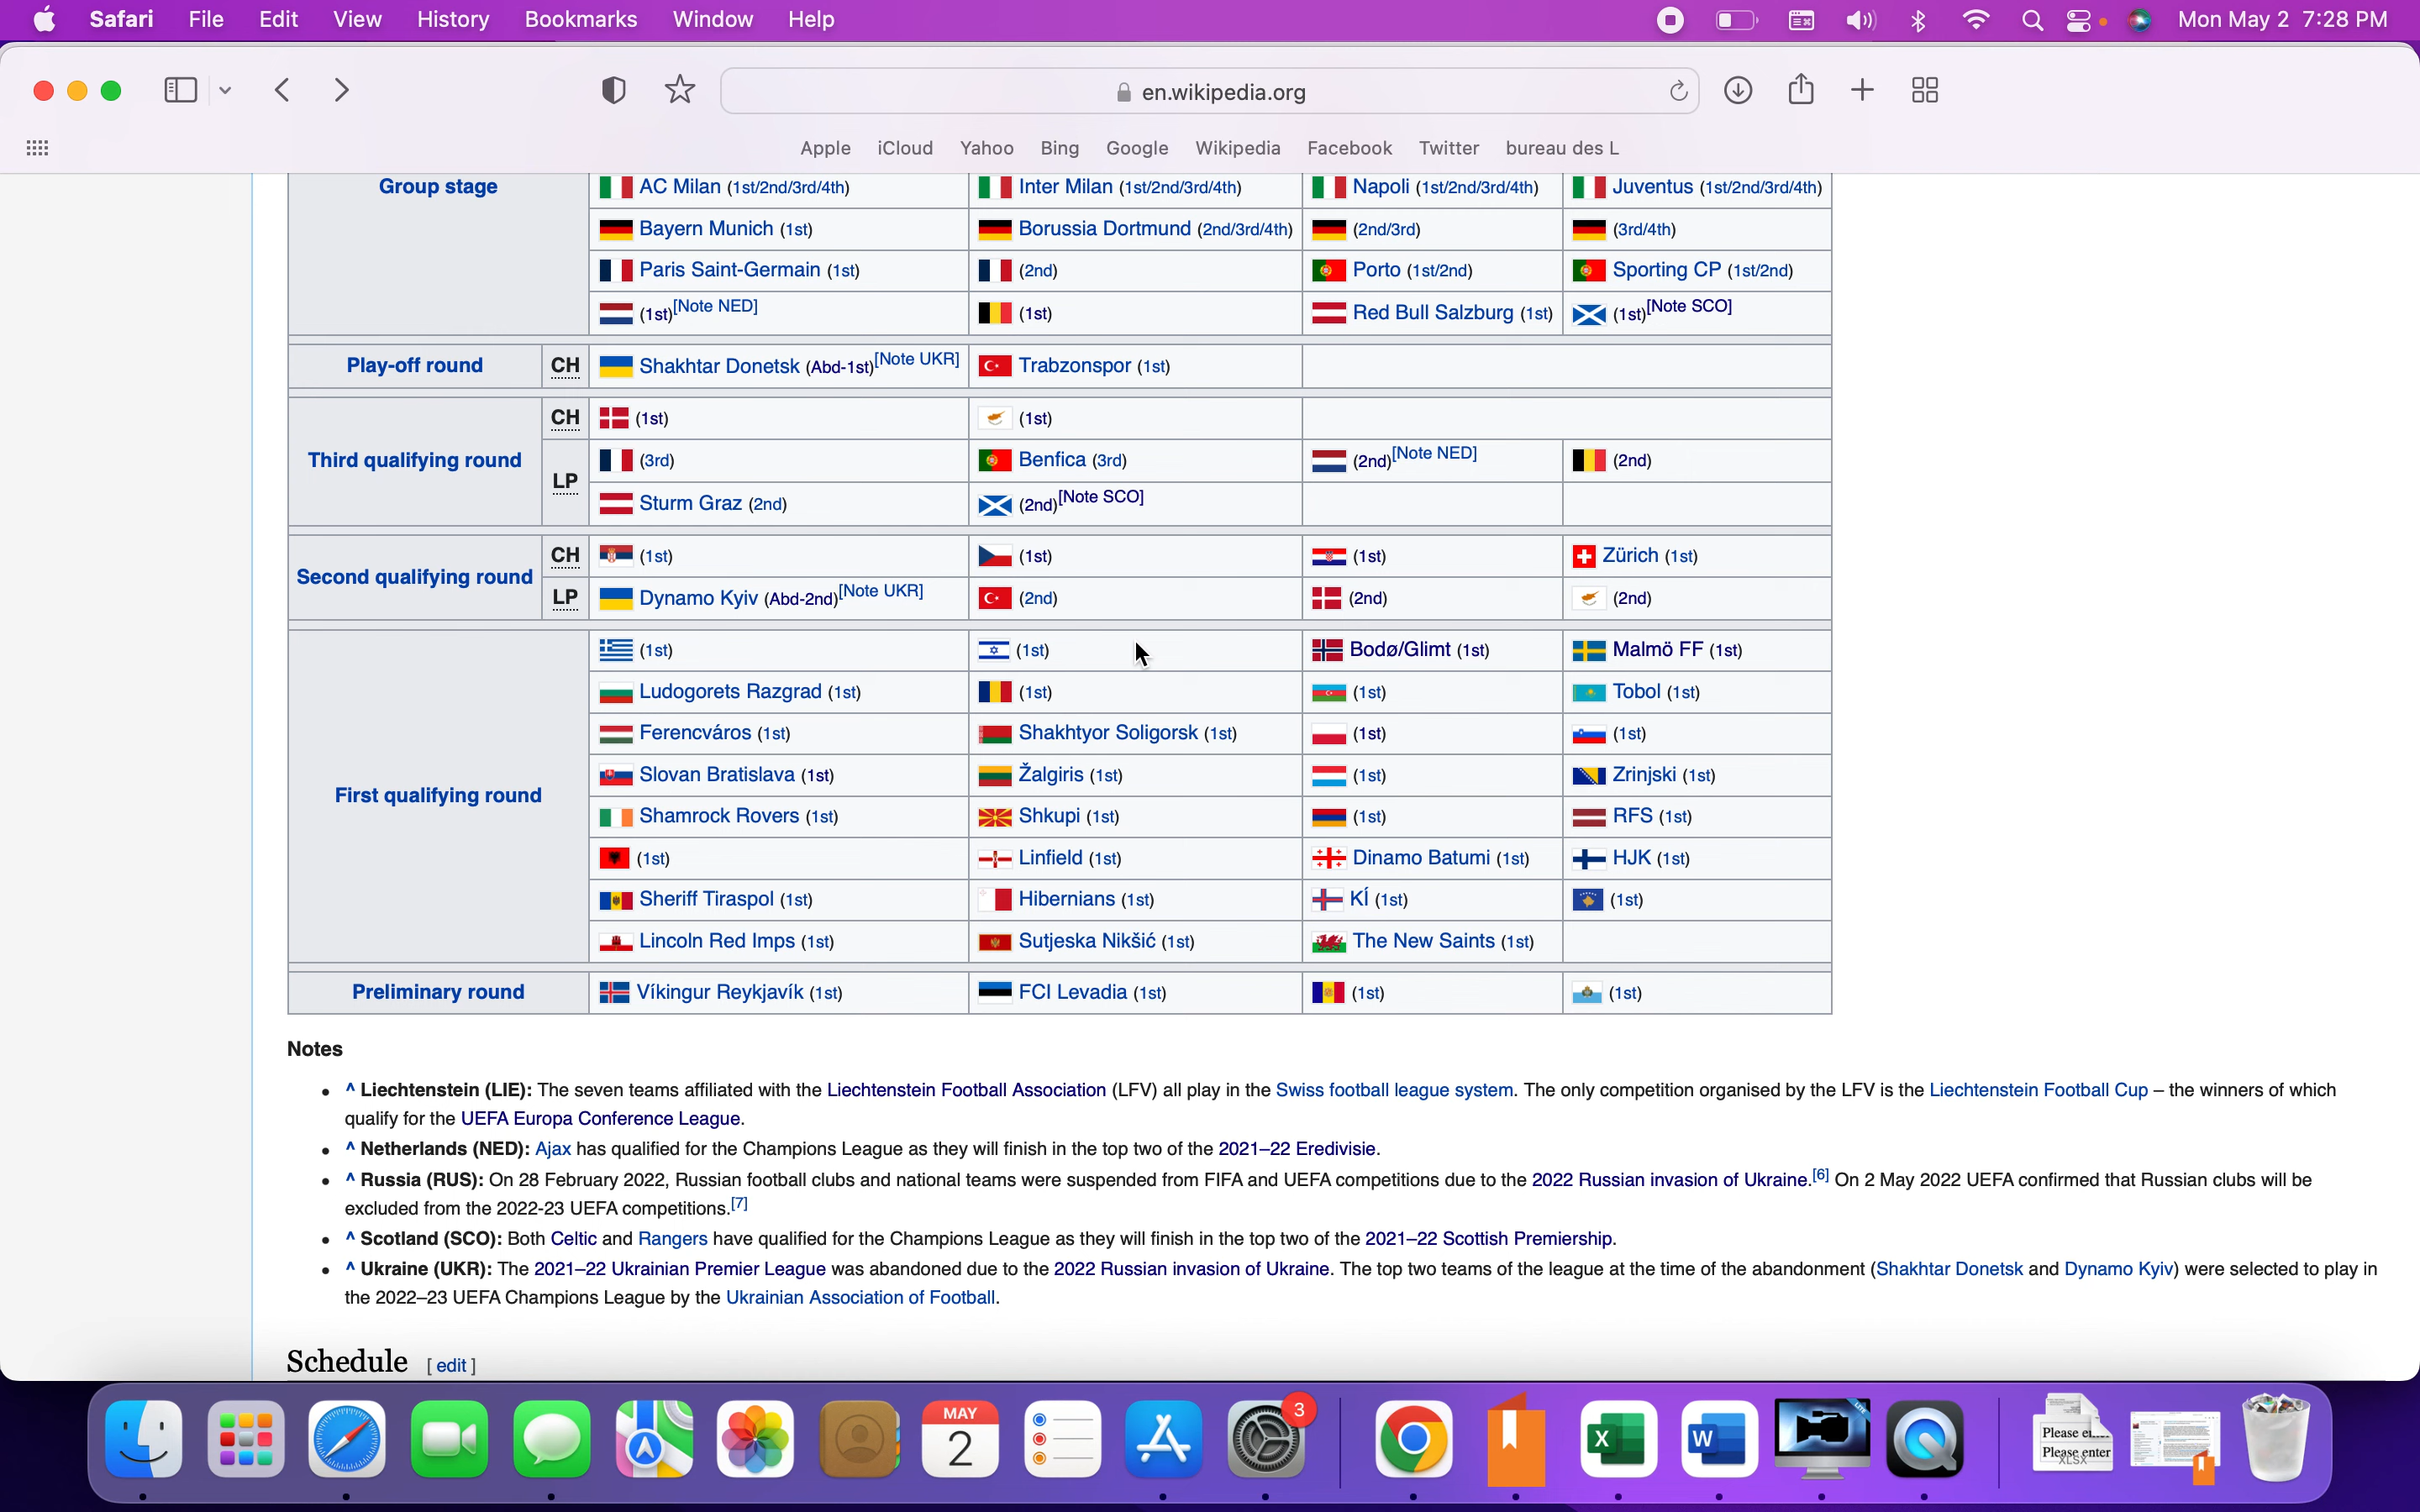 Safari File Edit View History Bookmarks Window Help Mon May 2 7:28 PM
en.wikipedia.org
Apple iCloud Yahoo Bing Google Wikipedia Facebook Twitter bureau des L
Group stage AC Milan (1st/2nd/3rd/4th) Inter Milan (1st/2nd/3rd/4th) Napoli (1st/2nd/3rd/4th) Juventus (1st/2nd/3rd/4th)
Bayern Munich (1st) Borussia Dortmund (2nd/3rd/4th) (2nd/3rd) (3rd/4th)
Paris Saint-Germain (1st) (2nd) Porto (1st/2nd) Sporting CP (1st/2nd)
(1st)[Note NED] (1st) Red Bull Salzburg (1st) (1st)[Note SCO]
Play-off round CH Shakhtar Donetsk (Abd-1st)[Note UKR] Trabzonspor (1st)
CH (1st) (1st)
Third qualifying round LP (3rd) Benfica (3rd) (2nd)[Note NED] (2nd)
Sturm Graz (2nd) (2nd)[Note SCO]
Second qualifying round CH (1st) (1st) (1st) Zürich (1st)
LP Dynamo Kyiv (Abd-2nd)[Note UKR] (2nd) (2nd) (2nd)
First qualifying round (1st) (1st) Bodø/Glimt (1st) Malmö FF (1st)
Ludogorets Razgrad (1st) (1st) (1st) Tobol (1st)
Ferencváros (1st) Shakhtyor Soligorsk (1st) (1st) (1st)
Slovan Bratislava (1st) Žalgiris (1st) (1st) Zrinjski (1st)
Shamrock Rovers (1st) Shkupi (1st) (1st) RFS (1st)
(1st) Linfield (1st) Dinamo Batumi (1st) HJK (1st)
Sheriff Tiraspol (1st) Hibernians (1st) KÍ (1st) (1st)
Lincoln Red Imps (1st) Sutjeska Nikšić (1st) The New Saints (1st)
Preliminary round Víkingur Reykjavík (1st) FCI Levadia (1st) (1st) (1st)
Notes
• ^ Liechtenstein (LIE): The seven teams affiliated with the Liechtenstein Football Association (LFV) all play in the Swiss football league system. The only competition organised by the LFV is the Liechtenstein Football Cup – the winners of which
qualify for the UEFA Europa Conference League.
• ^ Netherlands (NED): Ajax has qualified for the Champions League as they will finish in the top two of the 2021–22 Eredivisie.
• ^ Russia (RUS): On 28 February 2022, Russian football clubs and national teams were suspended from FIFA and UEFA competitions due to the 2022 Russian invasion of Ukraine.[6] On 2 May 2022 UEFA confirmed that Russian clubs will be
excluded from the 2022-23 UEFA competitions.[7]
• ^ Scotland (SCO): Both Celtic and Rangers have qualified for the Champions League as they will finish in the top two of the 2021–22 Scottish Premiership.
• ^ Ukraine (UKR): The 2021–22 Ukrainian Premier League was abandoned due to the 2022 Russian invasion of Ukraine. The top two teams of the league at the time of the abandonment (Shakhtar Donetsk and Dynamo Kyiv) were selected to play in
the 2022–23 UEFA Champions League by the Ukrainian Association of Football.
Schedule [ edit ]
MAY
2
3
X
W
Please en...
Please enter
XLSX